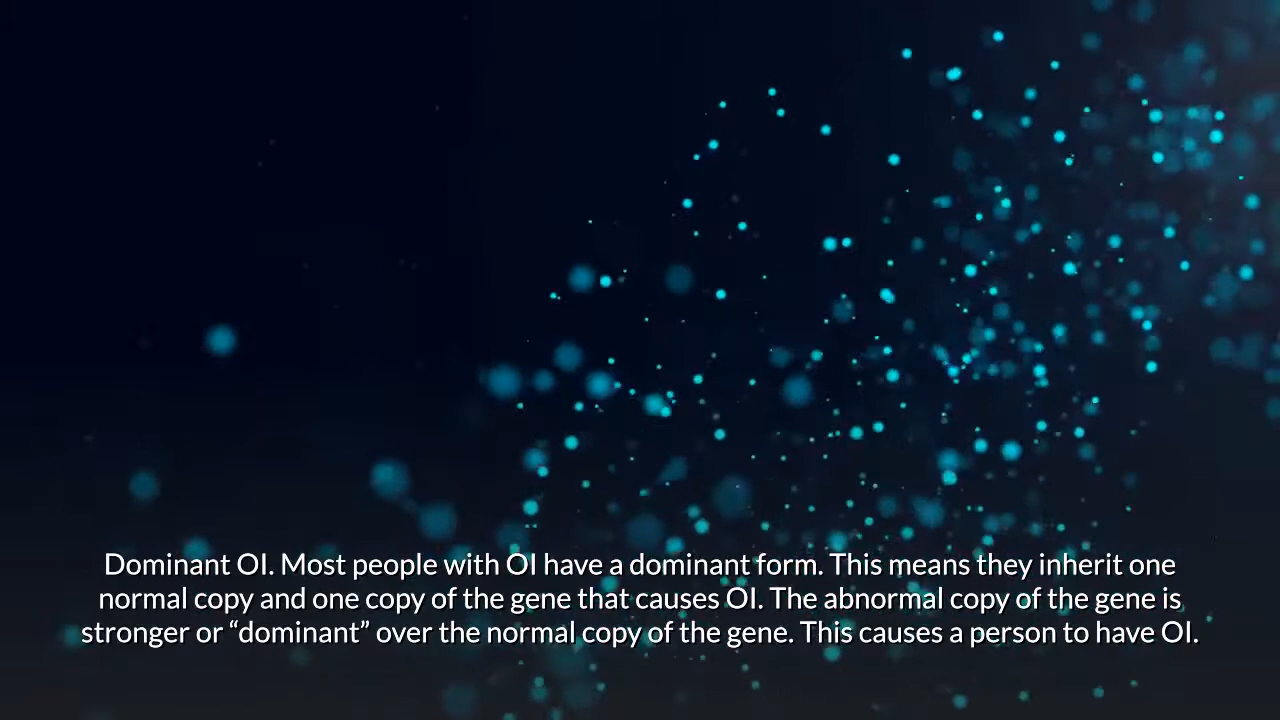 Dominant OI. Most people with OI have a dominant form. This means they inherit one
normal copy and one copy of the gene that causes OI. The abnormal copy of the gene is
stronger or “dominant” over the normal copy of the gene. This causes a person to have OI.